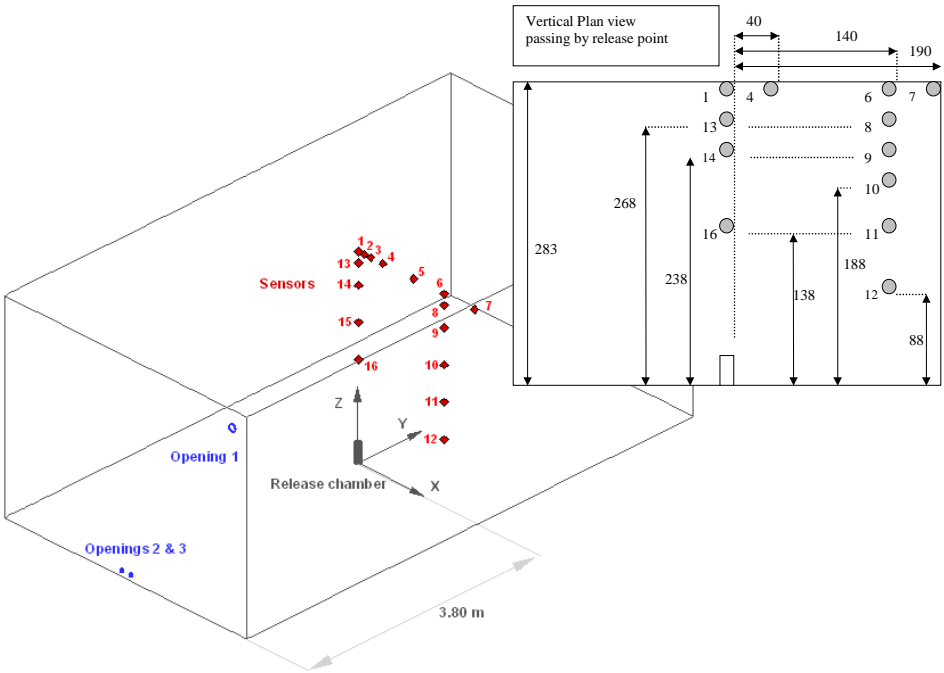 Vertical Plan view
passing by release point
40
140
190
1 4 6 7
13 8
14 9
10
268
16 11
283
238
188
138
12
88
1
2
3
4
13
5
Sensors
14
6
7
8
15
9
16
10
Z
11
Y
Opening 1
12
Release chamber
X
Openings 2 & 3
3.80 m